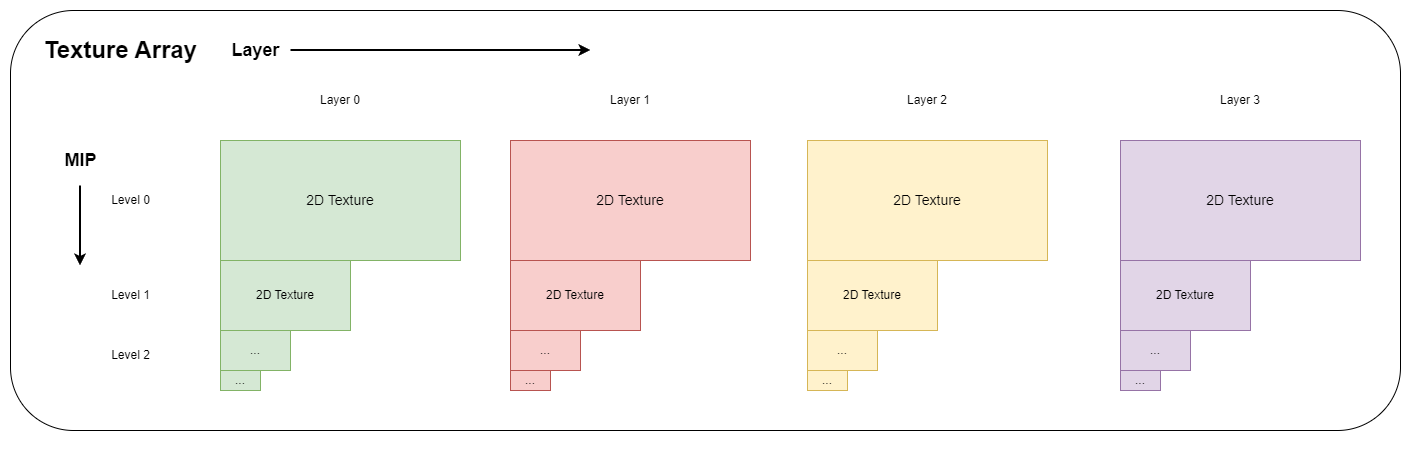 Texture Array
Layer
Layer 0
Layer 1
Layer 2
Layer 3
MIP
Level 0
2D Texture
2D Texture
2D Texture
2D Texture
Level 1
2D Texture
2D Texture
2D Texture
2D Texture
Level 2
...
...
...
...
...
...
...
...